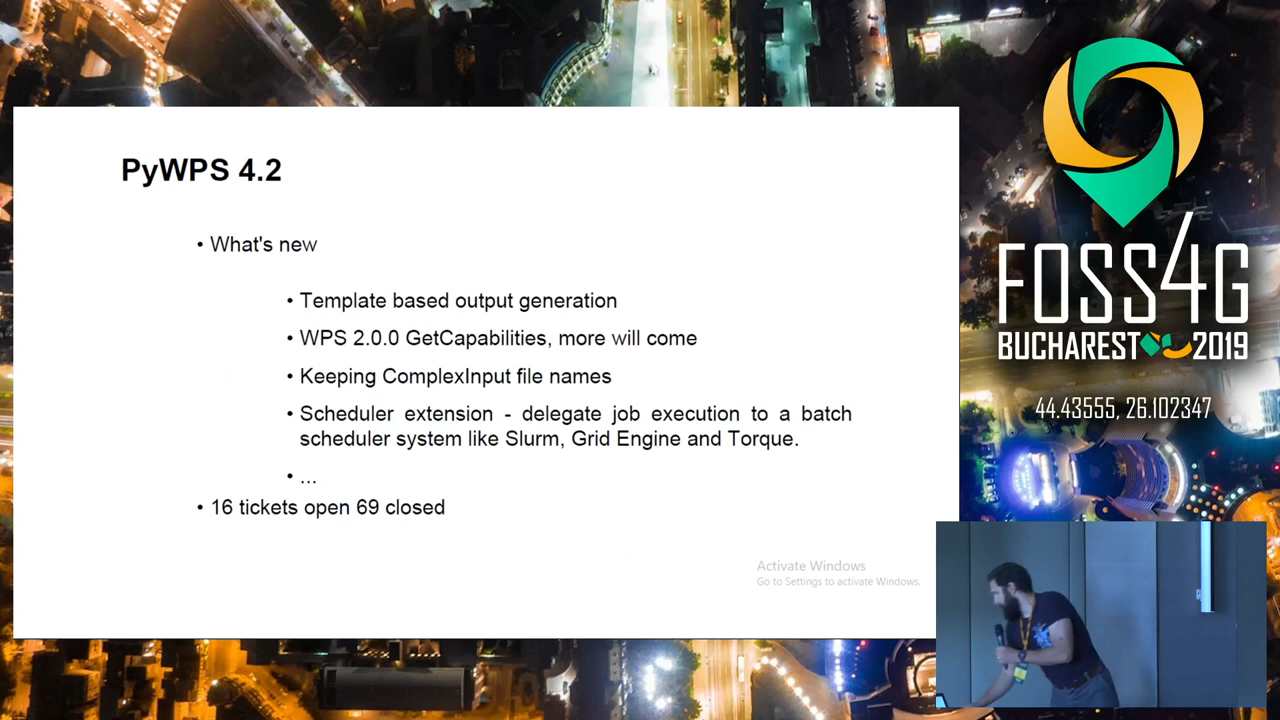 PyWPS 4.2
• What's new
• Template based output generation
• WPS 2.0.0 GetCapabilities, more will come
• Keeping ComplexInput file names
• Scheduler extension - delegate job execution to a batch
scheduler system like Slurm, Grid Engine and Torque.
• ...
• 16 tickets open 69 closed
Activate Windows
Go to Settings to activate Windows.
FOSS4G
BUCHAREST 2019
44.43555, 26.102347